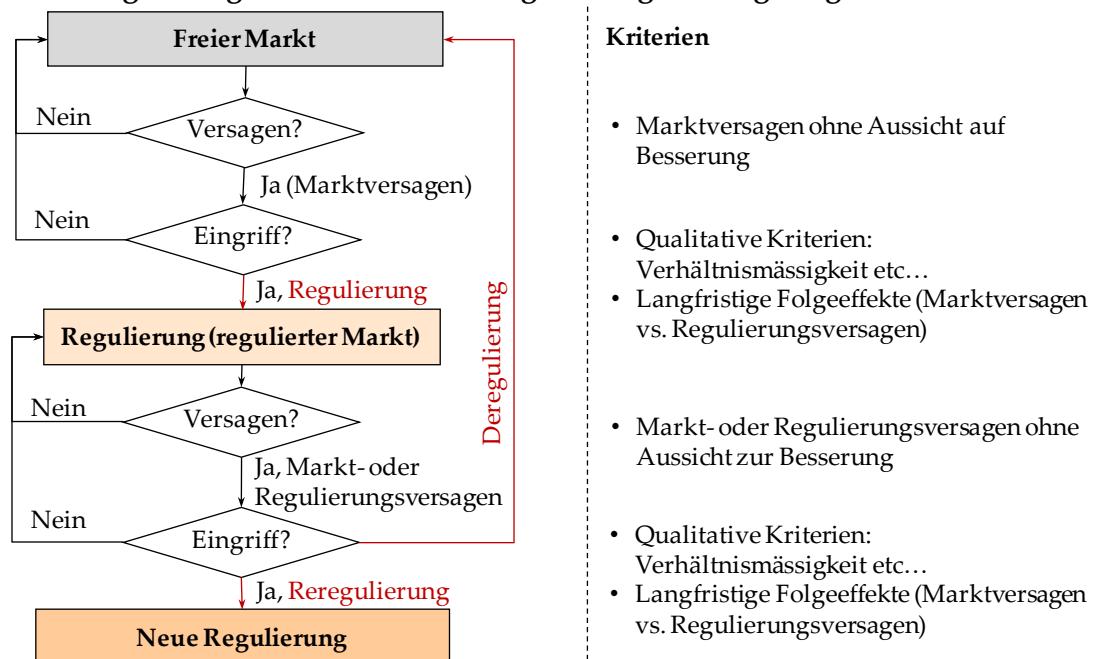 Freier Markt
Nein
Versagen?
Ja (Marktversagen)
Nein
Eingriff?
Ja, Regulierung
Regulierung (regulierter Markt)
Nein
Versagen?
Ja, Markt- oder
Regulierungsversagen
Nein
Eingriff?
Ja, Reregulierung
Neue Regulierung
Deregulierung
Kriterien
• Marktversagen ohne Aussicht auf
Besserung
• Qualitative Kriterien:
Verhältnismässigkeit etc…
• Langfristige Folgeeffekte (Marktversagen
vs. Regulierungsversagen)
• Markt- oder Regulierungsversagen ohne
Aussicht zur Besserung
• Qualitative Kriterien:
Verhältnismässigkeit etc…
• Langfristige Folgeeffekte (Marktversagen
vs. Regulierungsversagen)